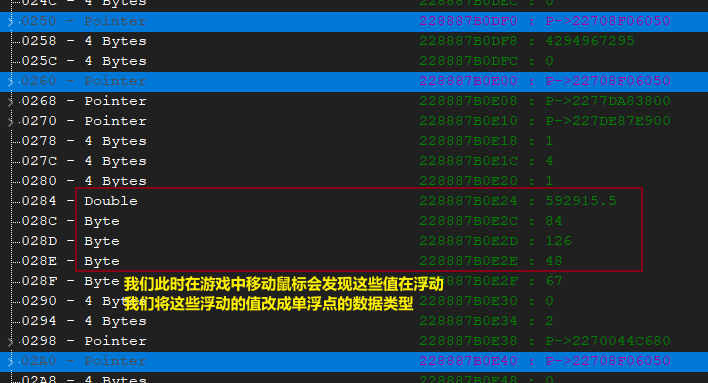 024C - 4 Bytes 228887B0DEC : 0
0250 - Pointer 228887B0DF0 : P->22708E06050
0258 - 4 Bytes 228887B0DF8 : 4294967295
025C - 4 Bytes 228887B0DFC : 0
0260 - Pointer 228887B0E00 : P->22708E06050
0268 - Pointer 228887B0E08 : P->2277DA83800
0270 - Pointer 228887B0E10 : P->227DE87E900
0278 - 4 Bytes 228887B0E18 : 1
027C - 4 Bytes 228887B0E1C : 4
0280 - 4 Bytes 228887B0E20 : 1
0284 - Double 228887B0E24 : 592915.5
028C - Byte 228887B0E2C : 84
028D - Byte 228887B0E2D : 126
028E - Byte 228887B0E2E : 48
028F - Byte 228887B0E2F : 67
我们此时在游戏中移动鼠标会发现这些值在浮动
0290 - 4 228887B0E30 : 0
我们将这些浮动的值改成单浮点的数据类型
0294 - 4 Bytes 228887B0E34 : 2
0298 - Pointer 228887B0E38 : P->2270044C680
02A0 - Pointer 228887B0E40 : P->22708E06050
02A8 - 4 Bytes 228887B0E48 : 0